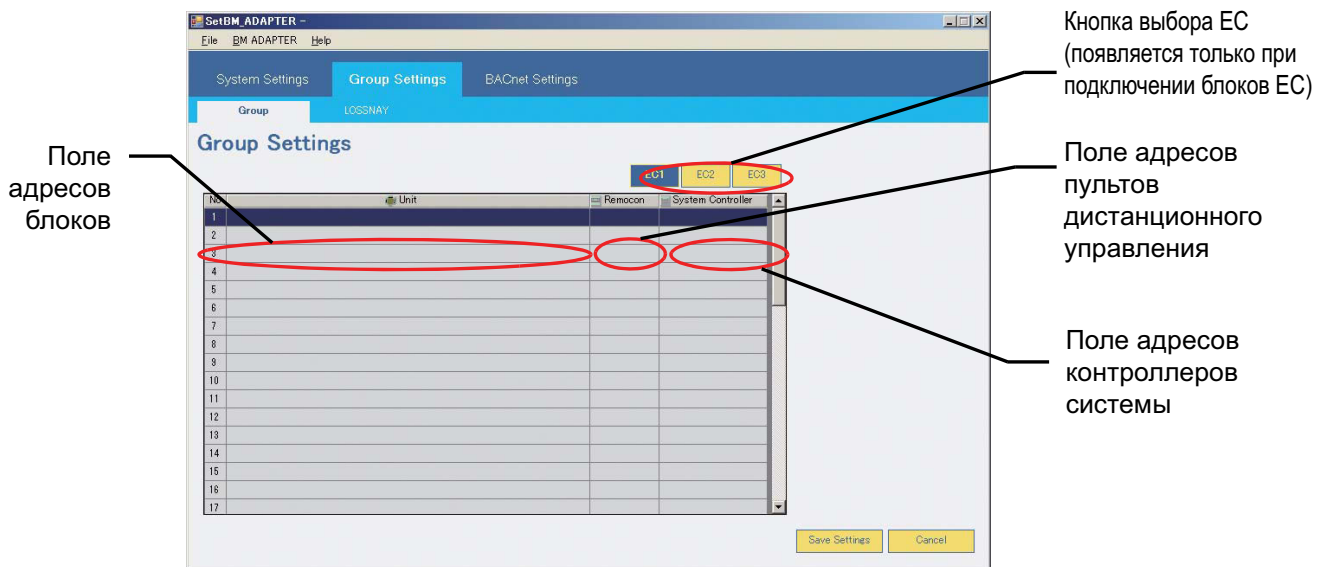 SetBM_ADAPTER -
File BM ADAPTER Help
System Settings Group Settings BACnet Settings
Group LOSSNAY
Group Settings
EC1 EC2 EC3
No Unit Remocon System Controller
1
2
3
4
5
6
7
8
9
10
11
12
13
14
15
16
17
Save Settings Cancel
Поле
адресов
блоков
Кнопка выбора ЕС
(появляется только при
подключении блоков ЕС)
Поле адресов
пультов
дистанционного
управления
Поле адресов
контроллеров
системы